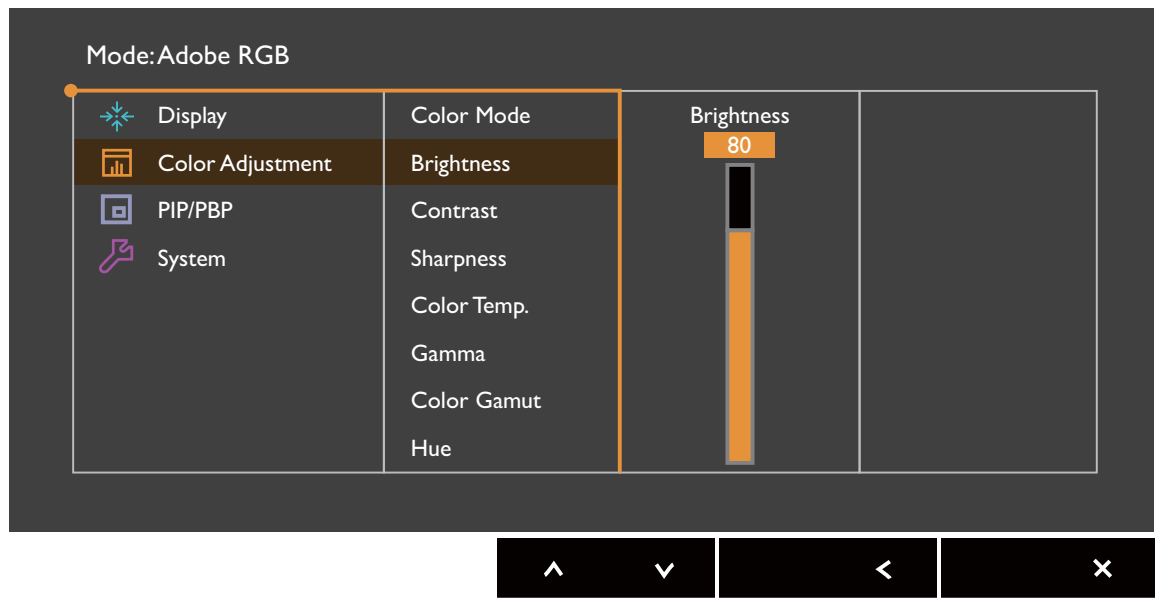 Mode: Adobe RGB
Display
Color Adjustment
PIP/PBP
System
Color Mode
Brightness
Contrast
Sharpness
Color Temp.
Gamma
Color Gamut
Hue
Brightness
80